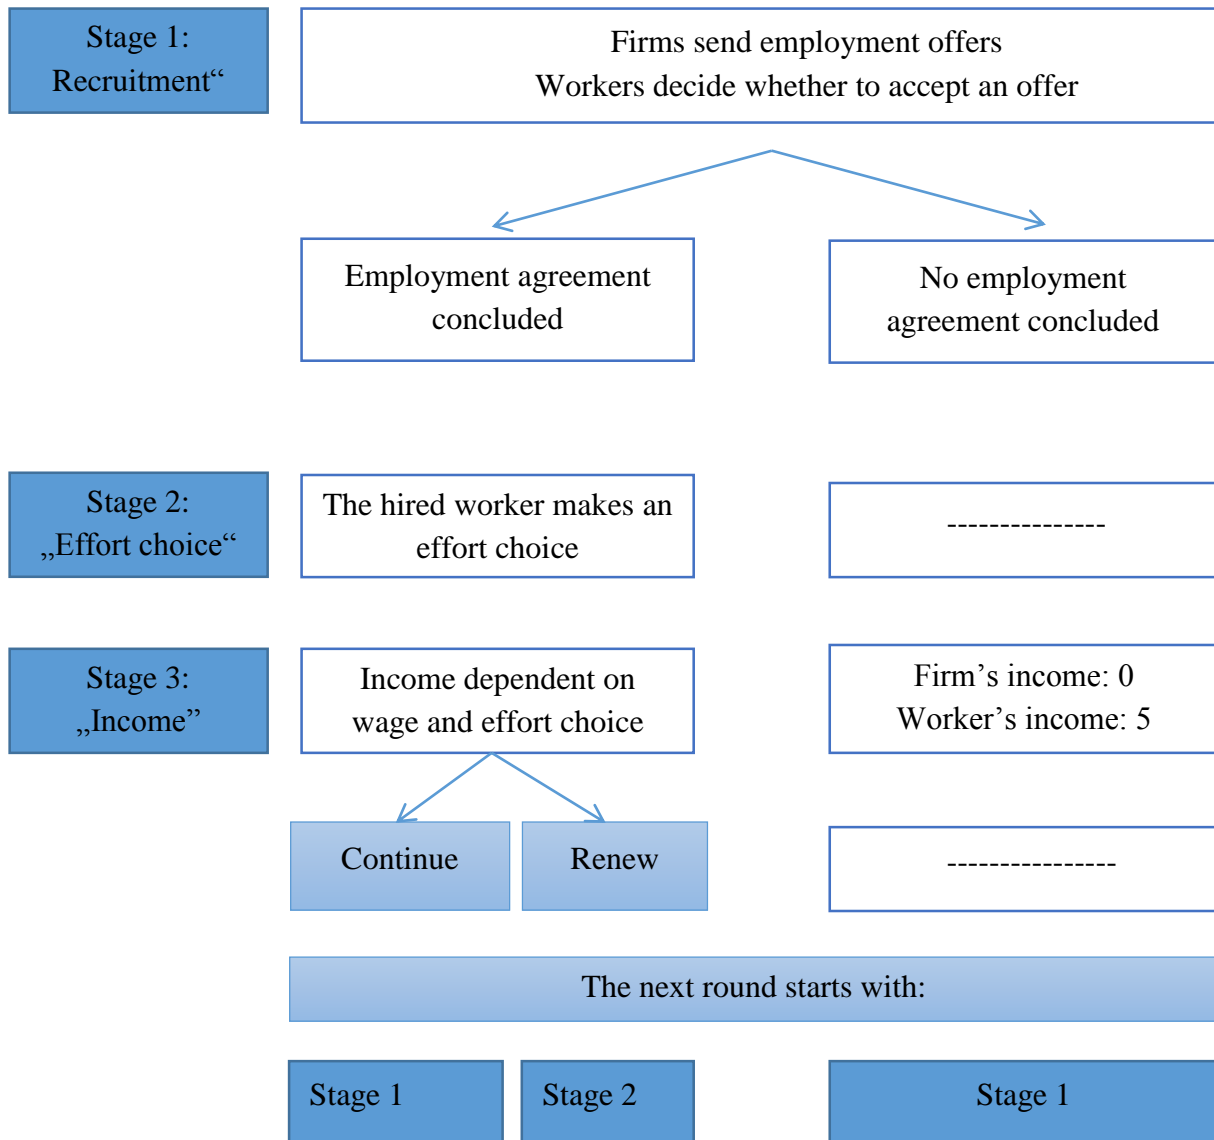 Stage 1:
Recruitment“
Firms send employment offers
Workers decide whether to accept an offer
Employment agreement
concluded
No employment
agreement concluded
Stage 2:
„Effort choice“
The hired worker makes an
effort choice
---------------
Stage 3:
„Income”
Income dependent on
wage and effort choice
Firm’s income: 0
Worker’s income: 5
Continue
Renew
----------------
The next round starts with:
Stage 1
Stage 2
Stage 1